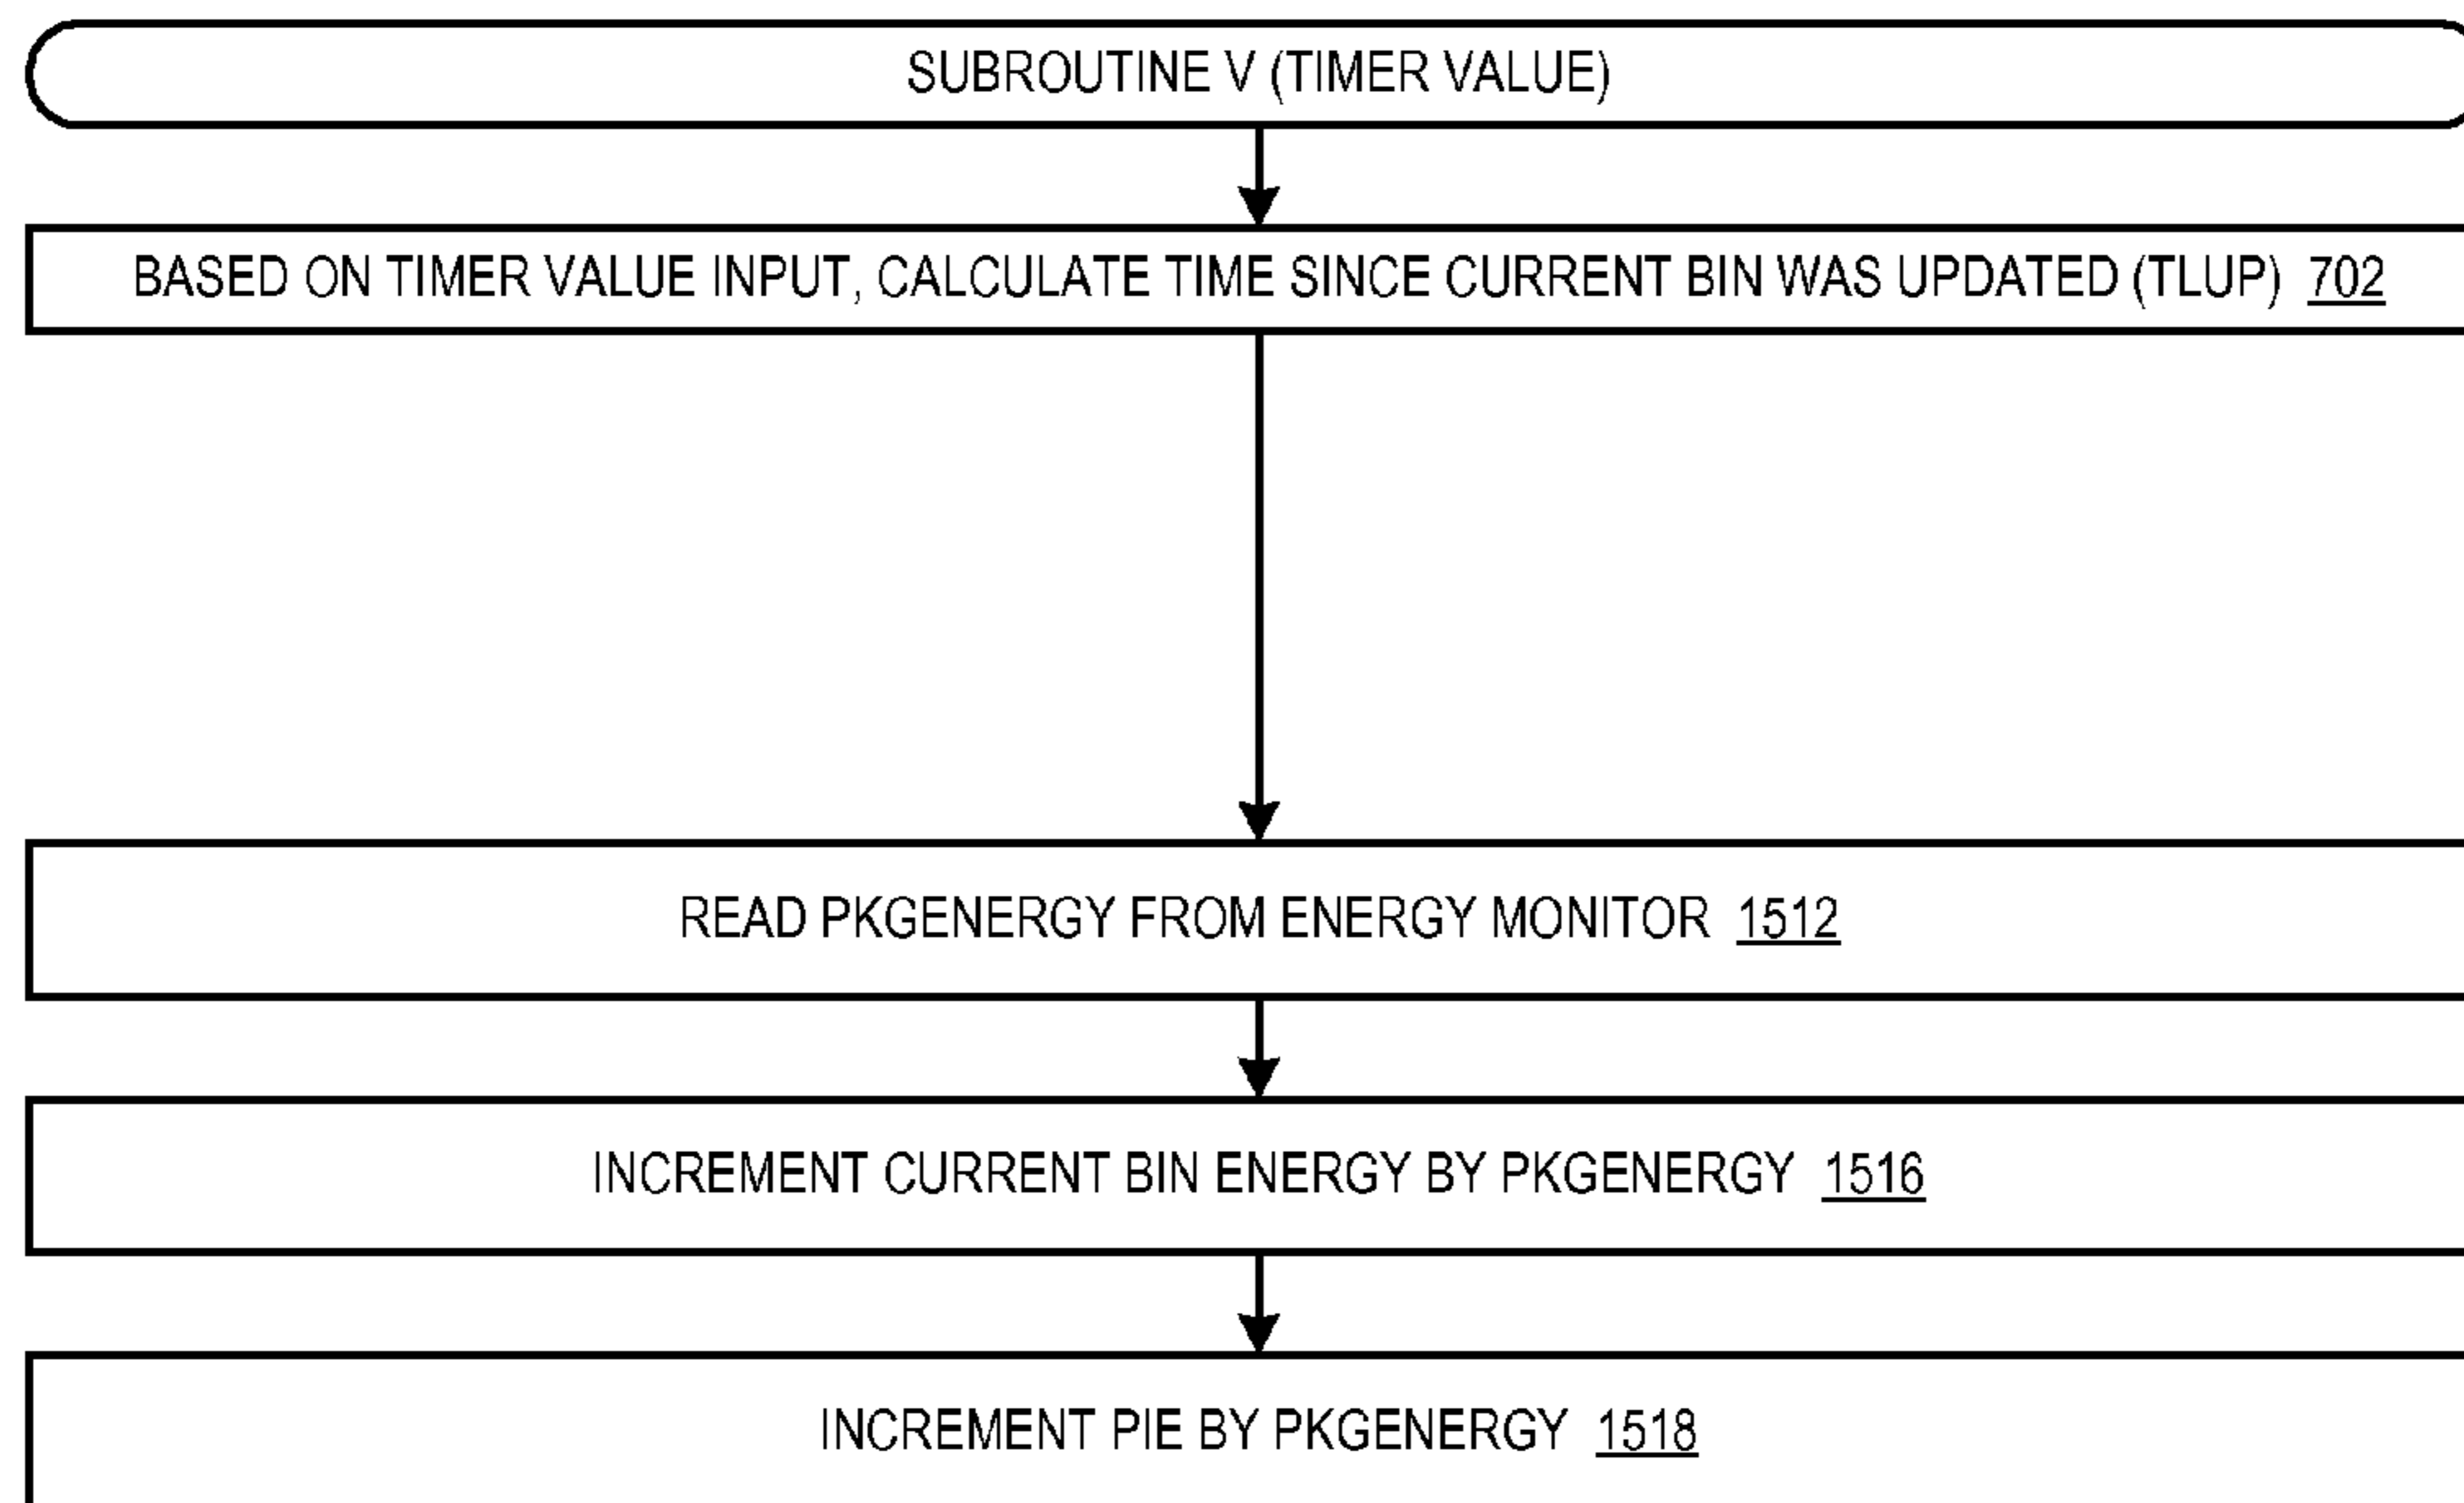 SUBROUTINE V (TIMER VALUE)
BASED ON TIMER VALUE INPUT, CALCULATE TIME SINCE CURRENT BIN WAS UPDATED (TLUP) 702
READ PKGENERGY FROM ENERGY MONITOR 1512
INCREMENT CURRENT BIN ENERGY BY PKGENERGY 1516
INCREMENT PIE BY PKGENERGY 1518